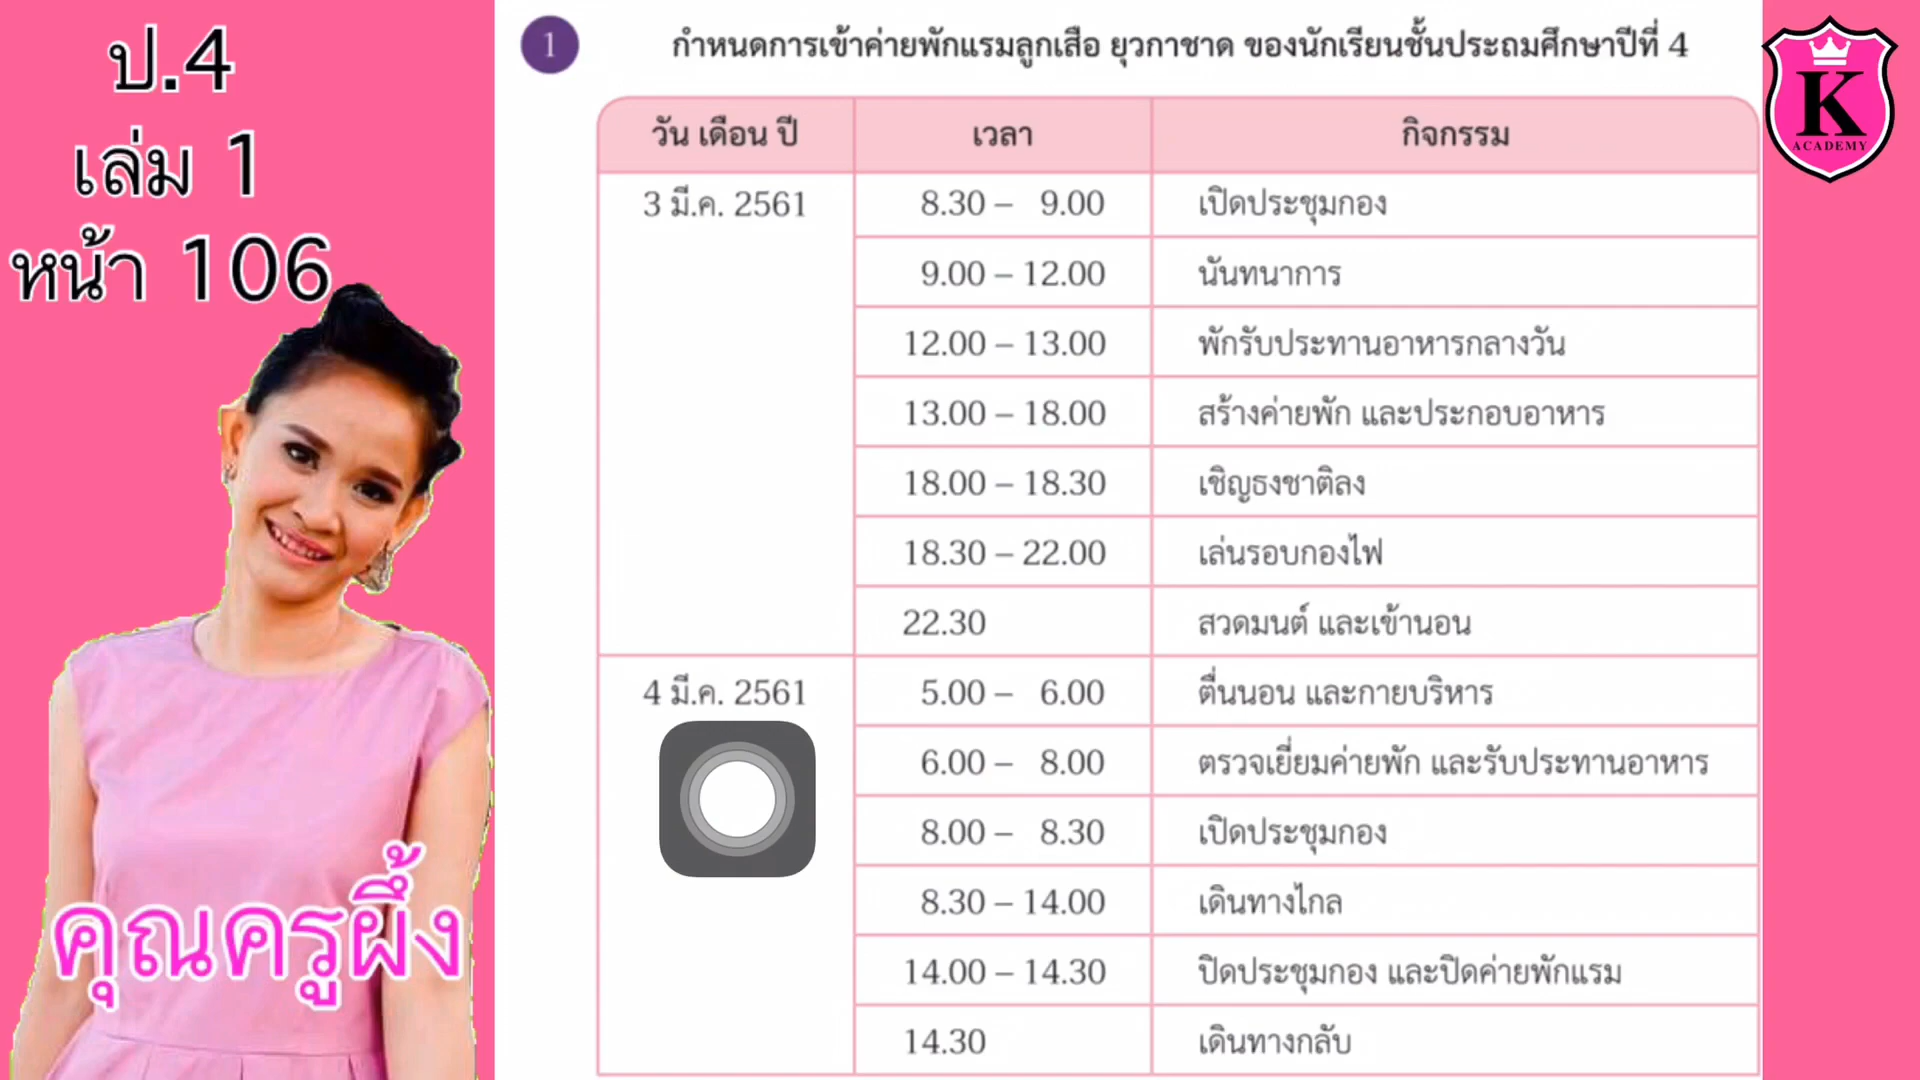 ป.4
เล่ม 1
หน้า 106
คุณครูผึ้ง
1 กำหนดการเข้าค่ายพักแรมลูกเสือ ยุวกาชาด ของนักเรียนชั้นประถมศึกษาปีที่ 4
วัน เดือน ปี เวลา กิจกรรม
3 มี.ค. 2561 8.30 – 9.00 เปิดประชุมกอง
9.00 – 12.00 นันทนาการ
12.00 – 13.00 พักรับประทานอาหารกลางวัน
13.00 – 18.00 สร้างค่ายพัก และประกอบอาหาร
18.00 – 18.30 เชิญธงชาติลง
18.30 – 22.00 เล่นรอบกองไฟ
22.30 สวดมนต์ และเข้านอน
4 มี.ค. 2561 5.00 – 6.00 ตื่นนอน และกายบริหาร
6.00 – 8.00 ตรวจเยี่ยมค่ายพัก และรับประทานอาหาร
8.00 – 8.30 เปิดประชุมกอง
8.30 – 14.00 เดินทางไกล
14.00 – 14.30 ปิดประชุมกอง และปิดค่ายพักแรม
14.30 เดินทางกลับ
K
ACADEMY